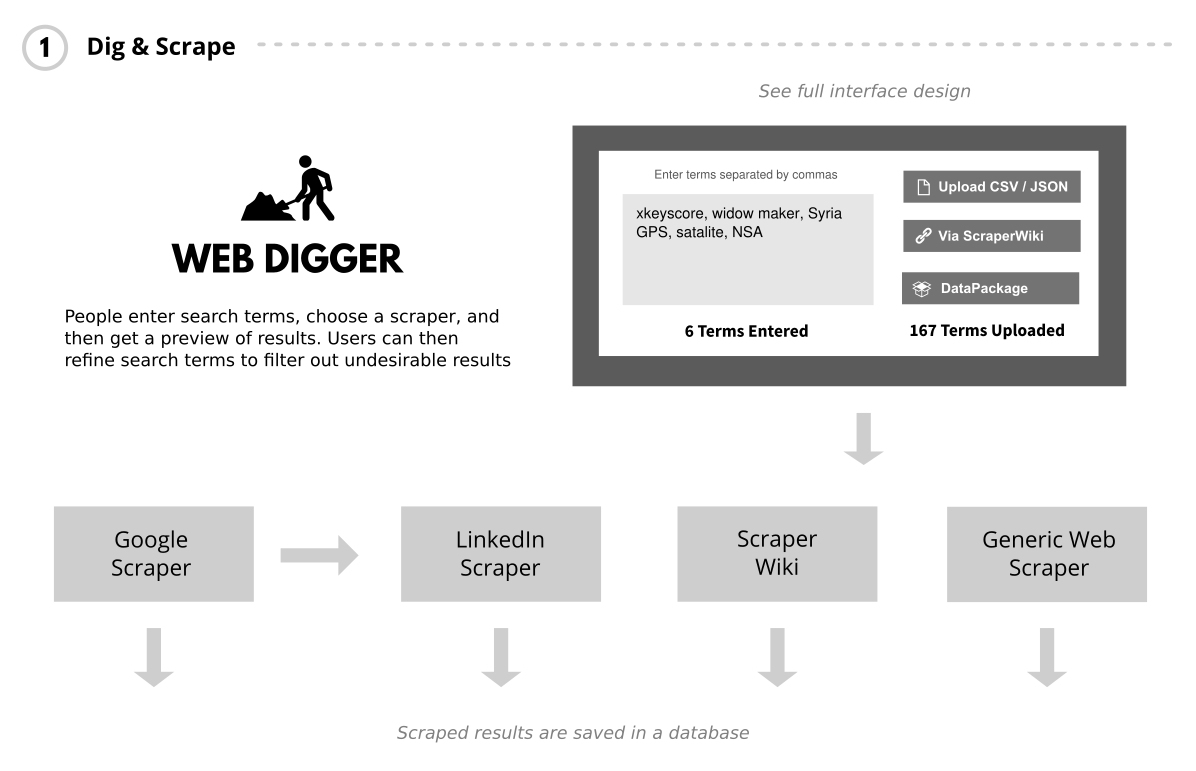 1 Dig & Scrape
See full interface design
WEB DIGGER
People enter search terms, choose a scraper, and
then get a preview of results. Users can then
refine search terms to filter out undesirable results
Enter terms separated by commas
xkeyscore, widow maker, Syria
GPS, satalite, NSA
6 Terms Entered
Upload CSV / JSON
Via ScraperWiki
DataPackage
167 Terms Uploaded
Google
Scraper
LinkedIn
Scraper
Scraper
Wiki
Generic Web
Scraper
Scraped results are saved in a database